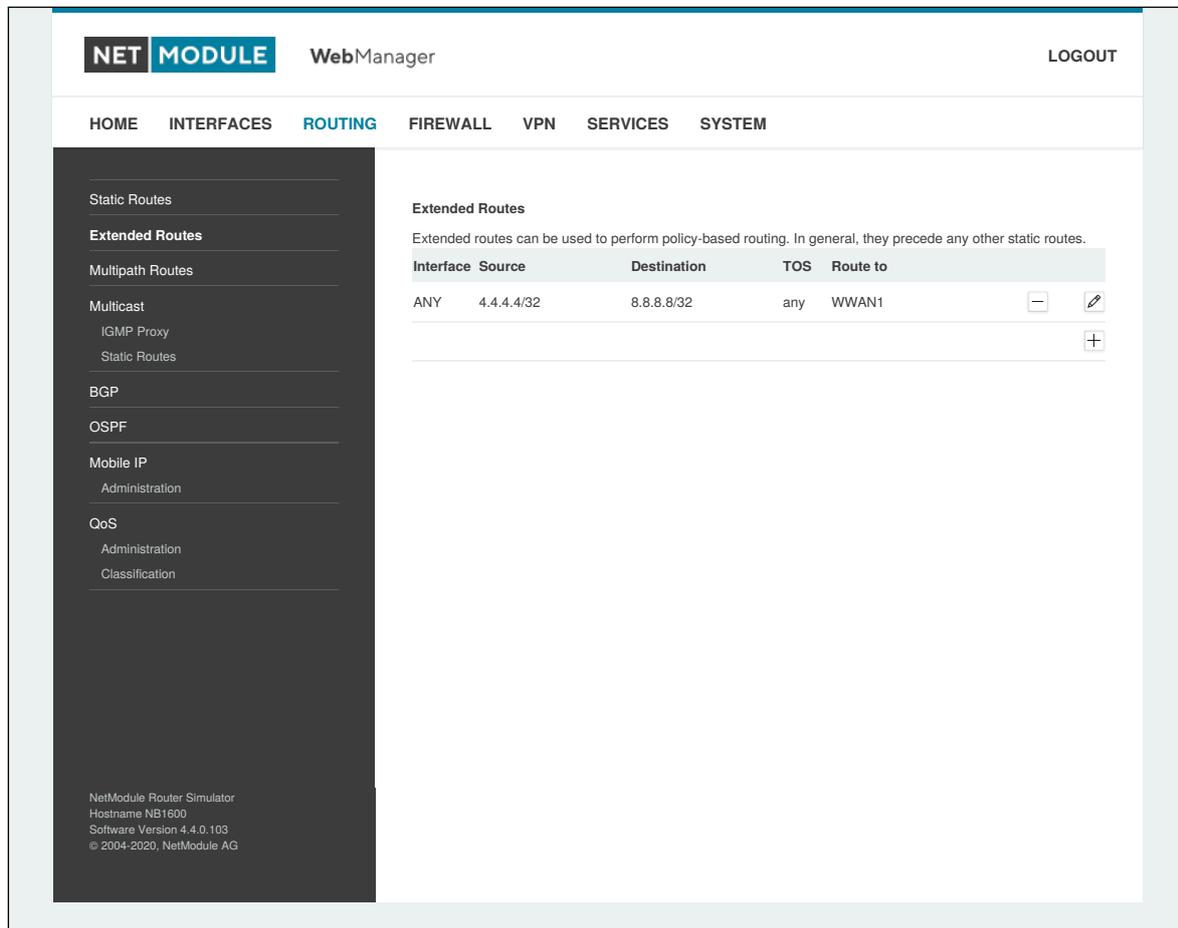 NET MODULE WebManager LOGOUT
HOME INTERFACES ROUTING FIREWALL VPN SERVICES SYSTEM
Static Routes
Extended Routes
Multipath Routes
Multicast
IGMP Proxy
Static Routes
BGP
OSPF
Mobile IP
Administration
QoS
Administration
Classification
NetModule Router Simulator
Hostname NB1600
Software Version 4.4.0.103
© 2004-2020, NetModule AG
Extended Routes
Extended routes can be used to perform policy-based routing. In general, they precede any other static routes.
Interface Source Destination TOS Route to
ANY 4.4.4.4/32 8.8.8.8/32 any WWAN1